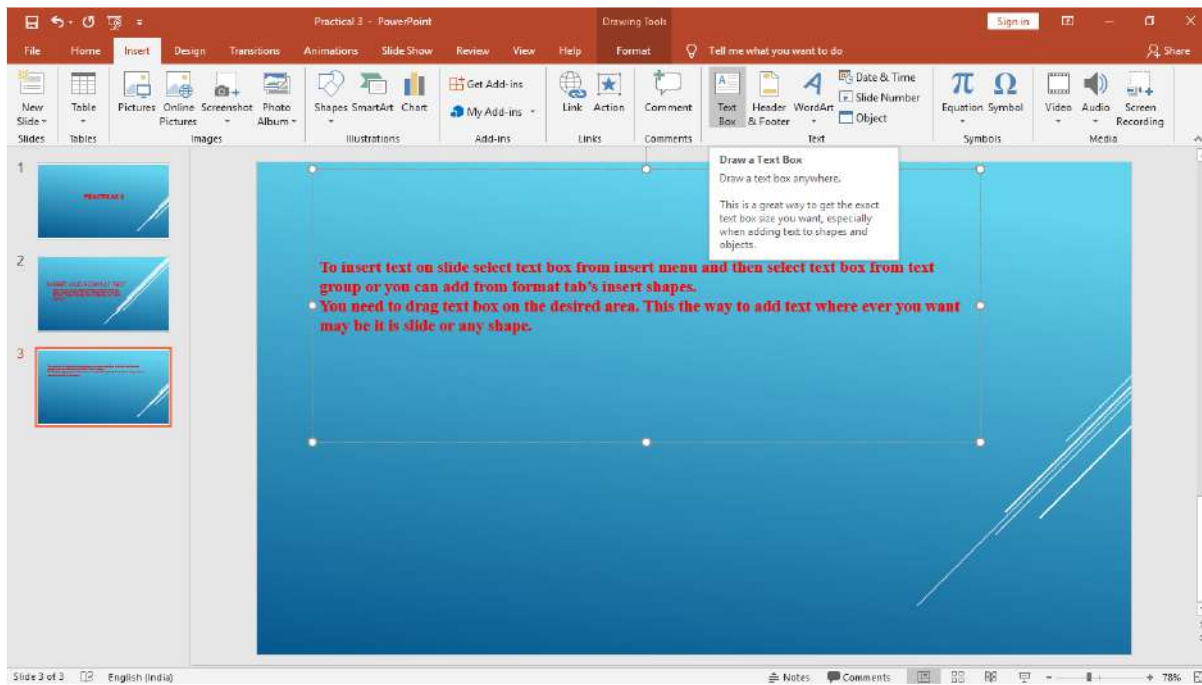 Practical 3 - PowerPoint
Drawing Tools
Sign in
File Home Insert Design Transitions Animations Slide Show Review View Help Format Tell me what you want to do Share
New Slide
Table
Pictures
Online Pictures
Screenshot
Photo Album
Shapes
SmartArt
Chart
Get Add-ins
My Add-ins
Link
Action
Comment
Text Box
Header & Footer
WordArt
Date & Time
Slide Number
Object
Equation
Symbol
Video
Audio
Screen Recording
Slides Tables Images Illustrations Add-ins Links Comments Text Symbols Media
Draw a Text Box
Draw a text box anywhere.
This is a great way to get the exact
text box size you want, especially
when adding text to shapes and
objects.
1
PRACTICAL 3
2
3
To insert text on slide select text box from insert menu and then select text box from text
group or you can add from format tab's insert shapes.
You need to drag text box on the desired area. This the way to add text where ever you want
may be it is slide or any shape.
Slide 3 of 3 English (India) Notes Comments 78%